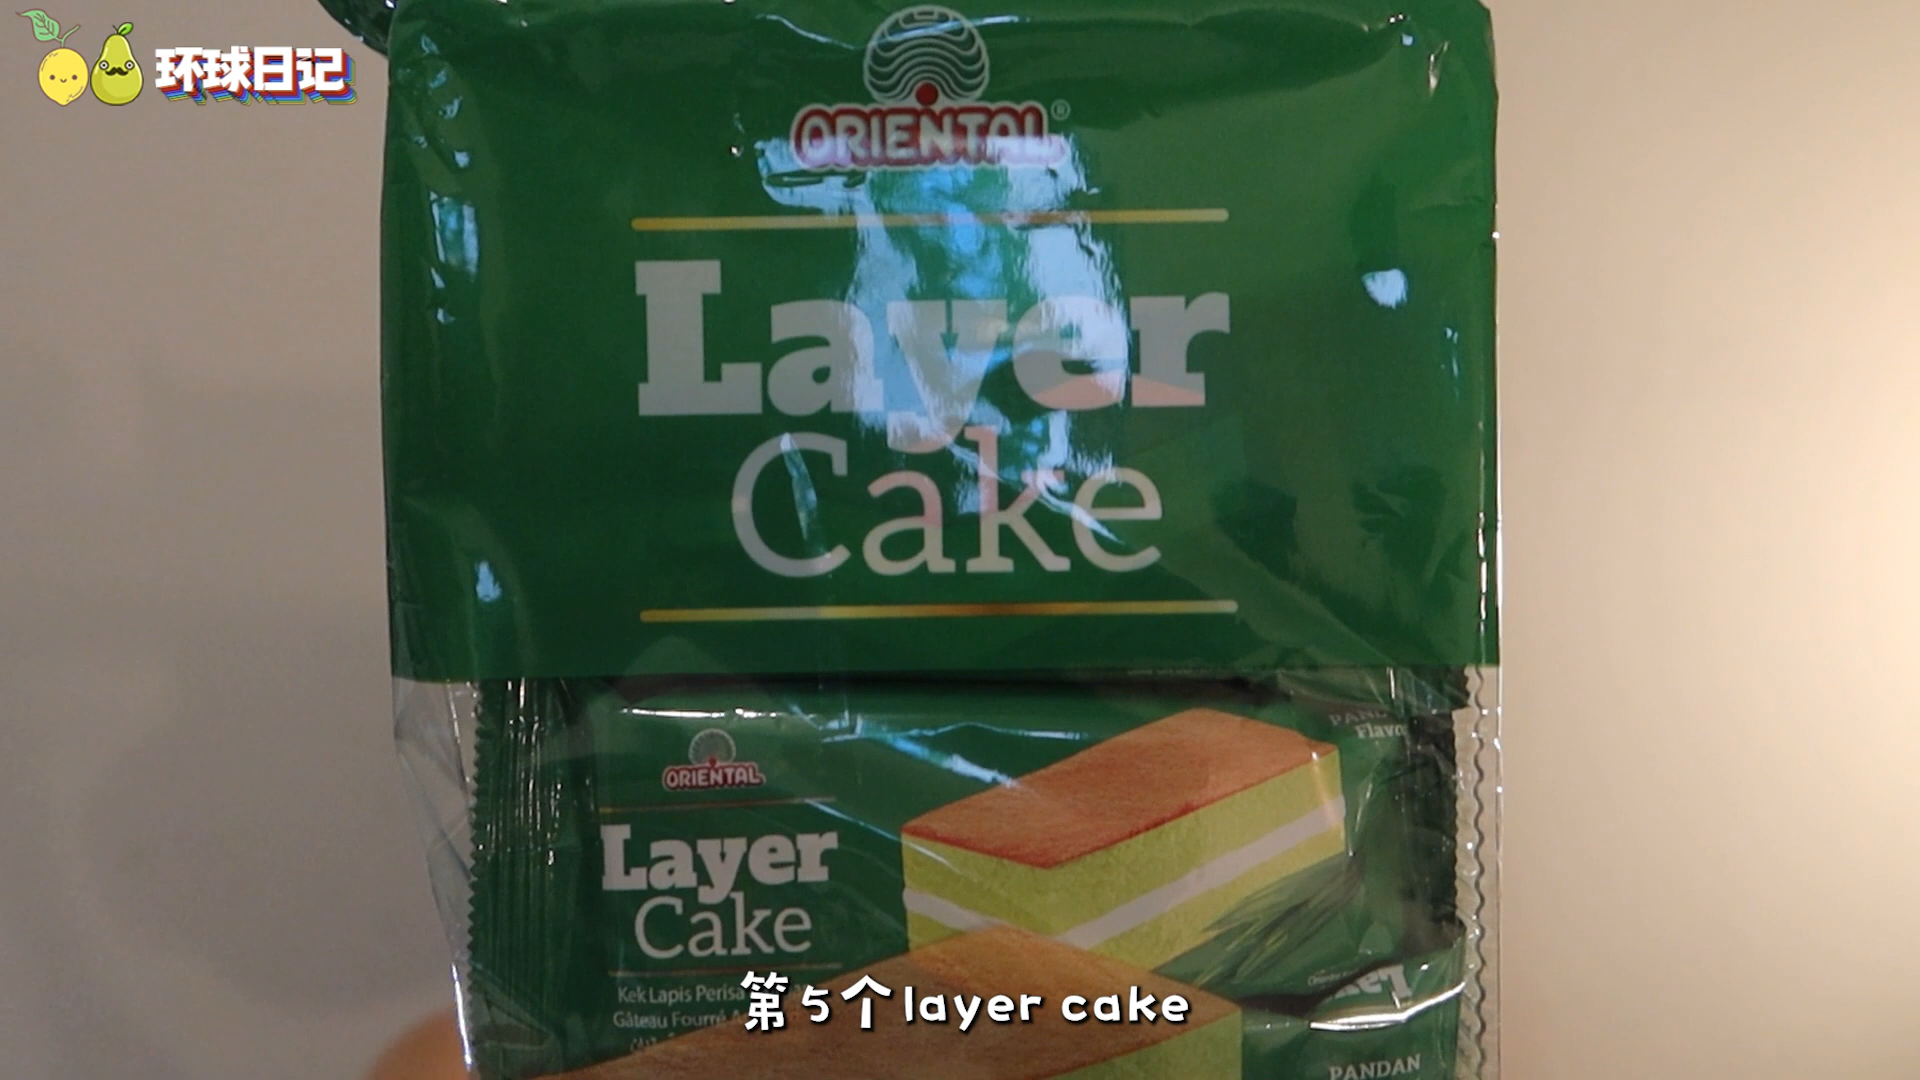 环球日记
ORIENTAL®
Layer
Cake
Flavo
ORIENTAL
Layer
Cake
Kek Lapis Perisa
Gâteau Fourré
第5个layer cake
PANDAN